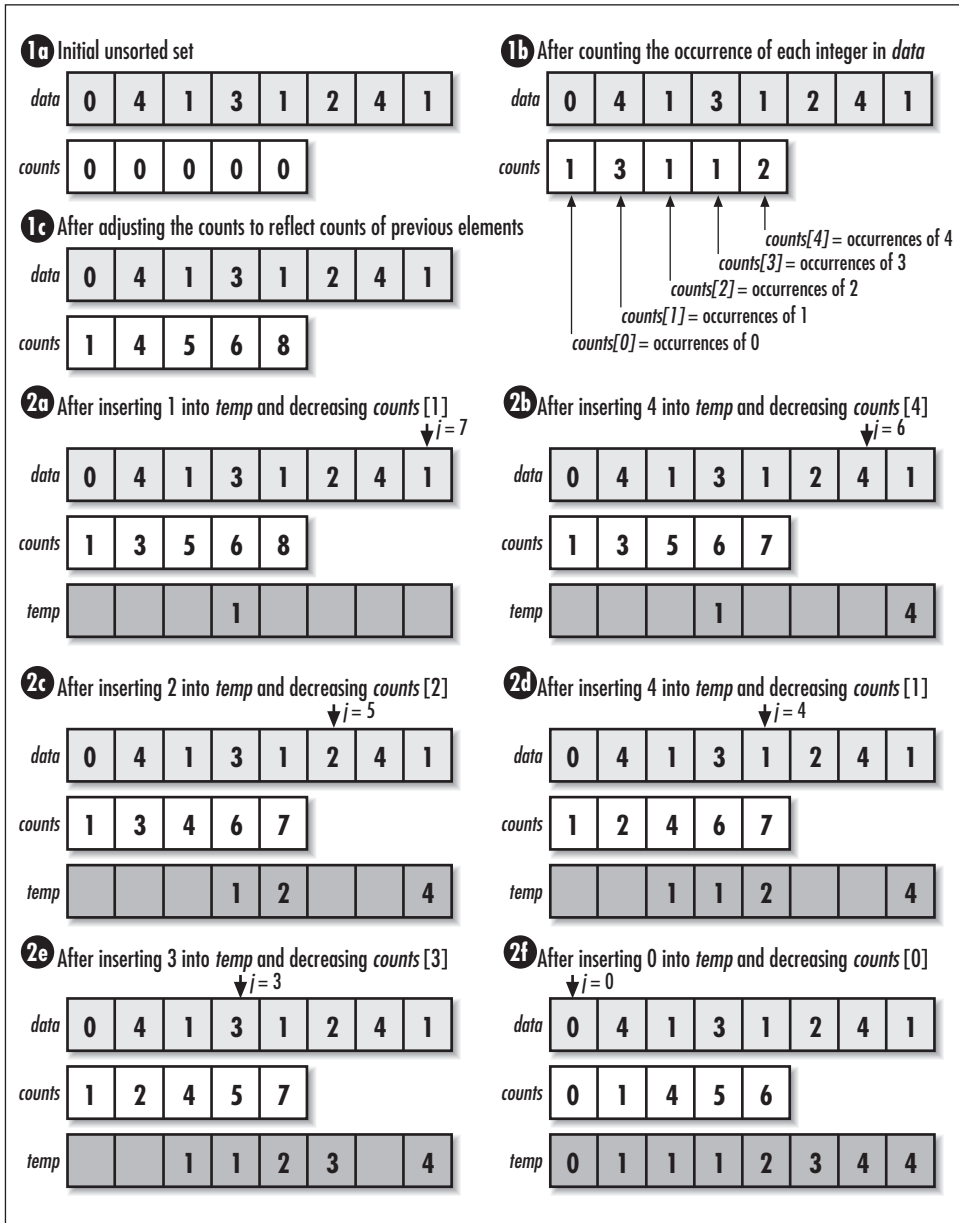 1a Initial unsorted set
data 0 4 1 3 1 2 4 1
counts 0 0 0 0 0
1b After counting the occurrence of each integer in data
data 0 4 1 3 1 2 4 1
counts 1 3 1 1 2
counts[4] = occurrences of 4
counts[3] = occurrences of 3
counts[2] = occurrences of 2
counts[1] = occurrences of 1
counts[0] = occurrences of 0
1c After adjusting the counts to reflect counts of previous elements
data 0 4 1 3 1 2 4 1
counts 1 4 5 6 8
2a After inserting 1 into temp and decreasing counts [1]
j = 7
data 0 4 1 3 1 2 4 1
counts 1 3 5 6 8
temp 1
2b After inserting 4 into temp and decreasing counts [4]
j = 6
data 0 4 1 3 1 2 4 1
counts 1 3 5 6 7
temp 1 4
2c After inserting 2 into temp and decreasing counts [2]
j = 5
data 0 4 1 3 1 2 4 1
counts 1 3 4 6 7
temp 1 2 4
2d After inserting 4 into temp and decreasing counts [1]
j = 4
data 0 4 1 3 1 2 4 1
counts 1 2 4 6 7
temp 1 1 2 4
2e After inserting 3 into temp and decreasing counts [3]
j = 3
data 0 4 1 3 1 2 4 1
counts 1 2 4 5 7
temp 1 1 2 3 4
2f After inserting 0 into temp and decreasing counts [0]
j = 0
data 0 4 1 3 1 2 4 1
counts 0 1 4 5 6
temp 0 1 1 1 2 3 4 4